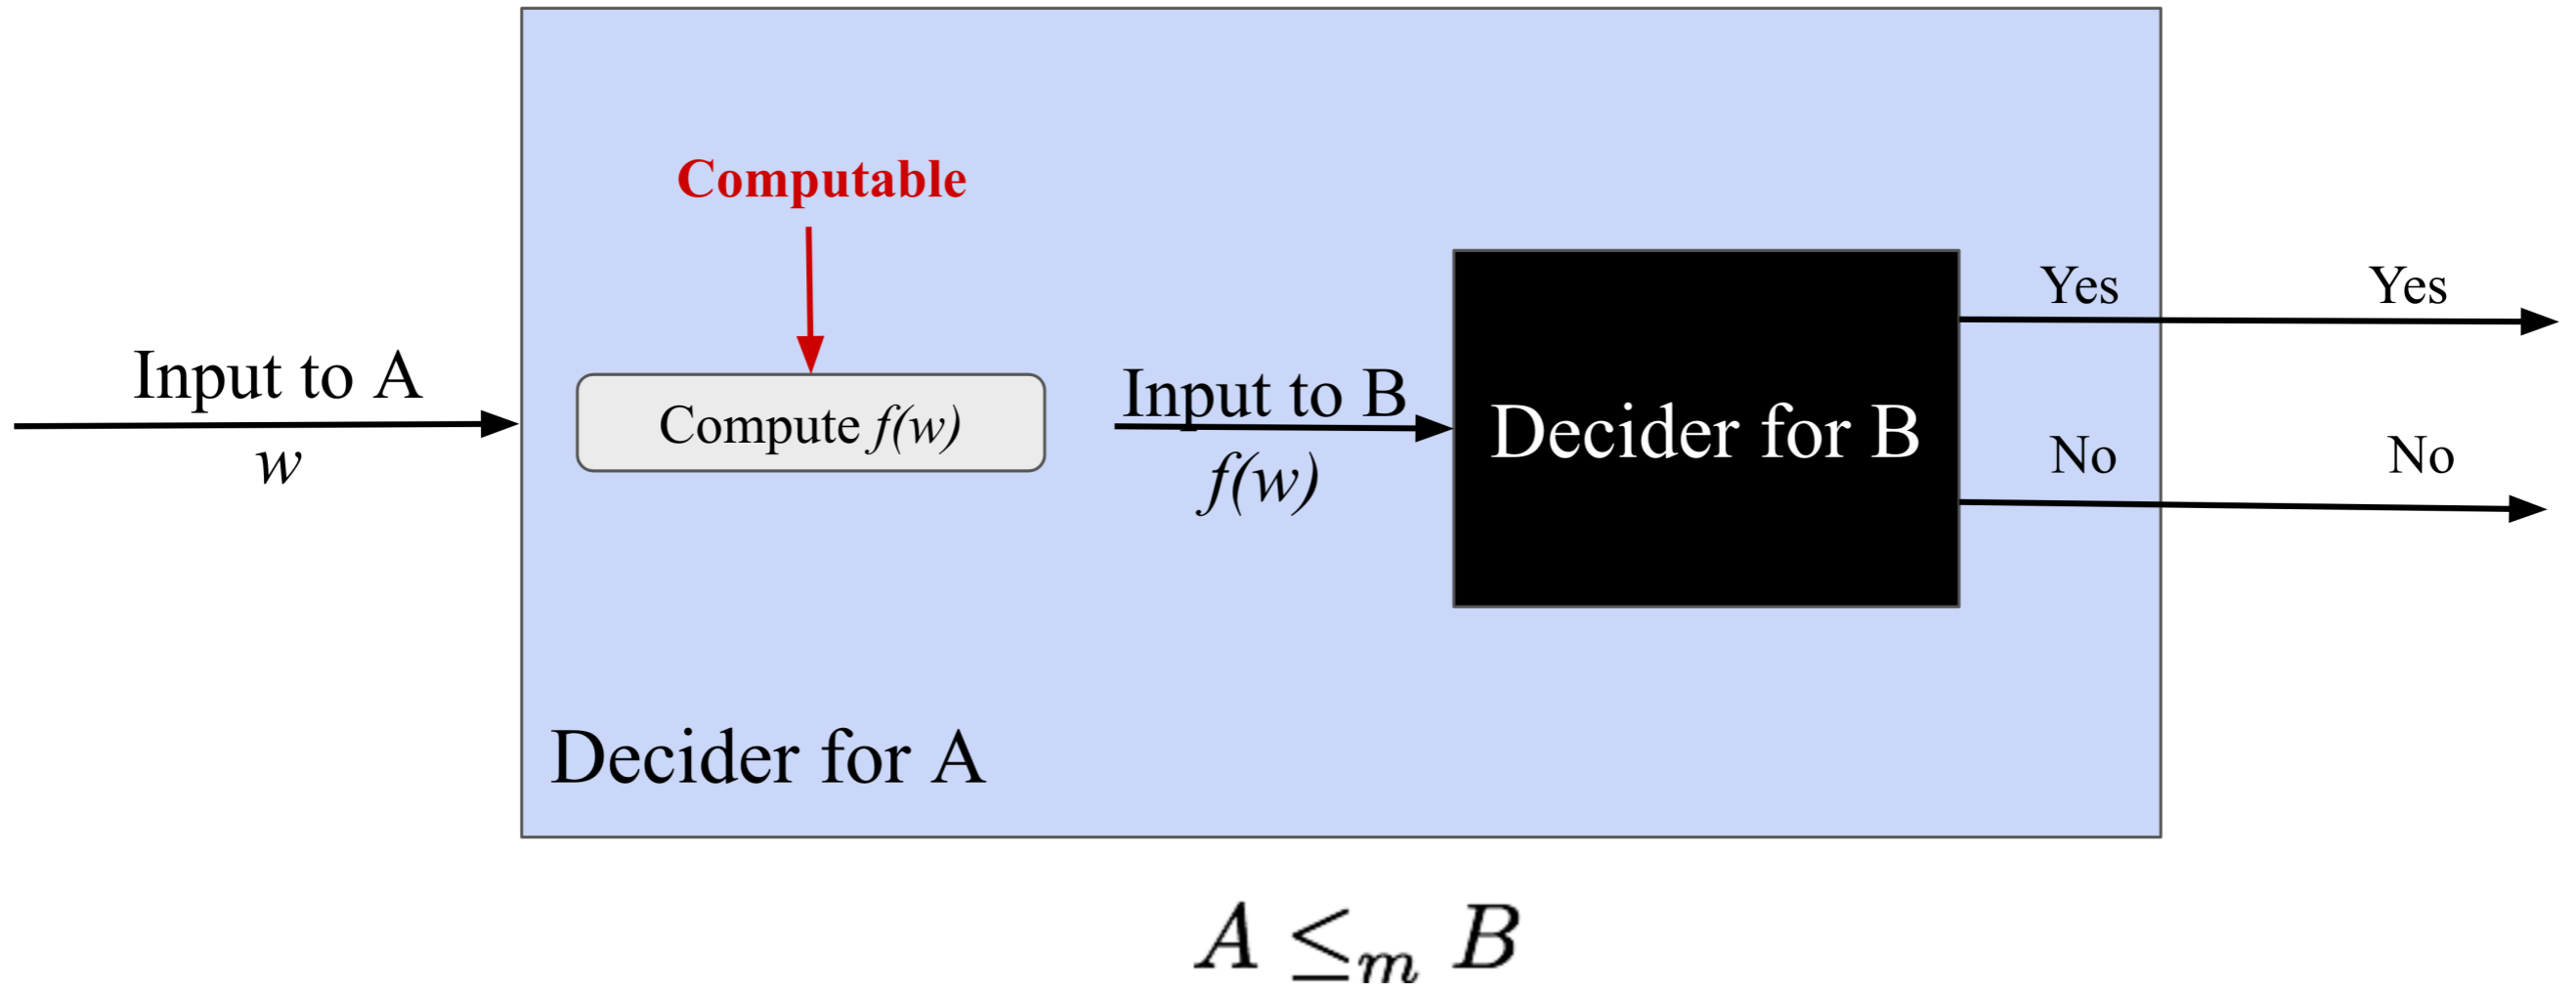 Computable
Input to A
w
Compute f(w)
Input to B
f(w)
Decider for B
Yes
No
Yes
No
Decider for A
A ≤m B